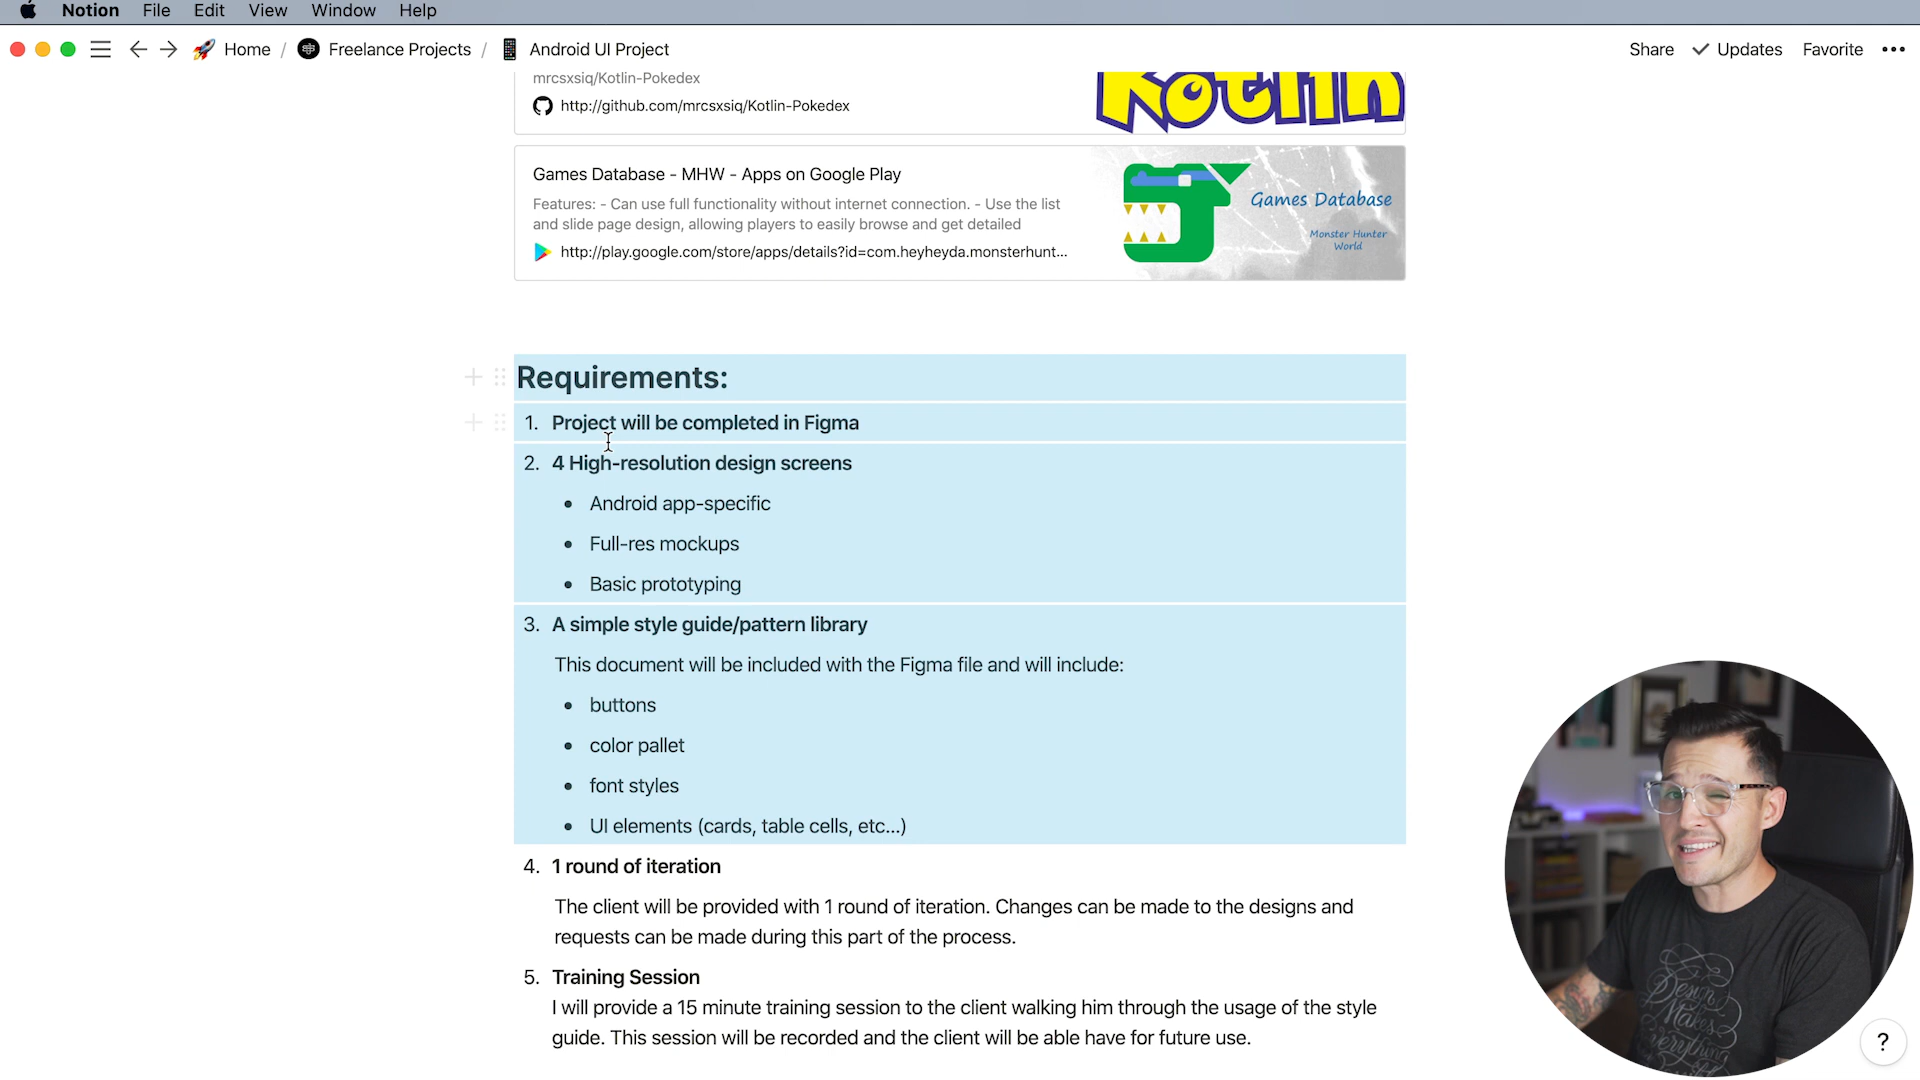 Notion File Edit View Window Help
Home / Freelance Projects / Android UI Project
Share Updates Favorite
mrcsxsiq/Kotlin-Pokedex
http://github.com/mrcsxsiq/Kotlin-Pokedex
Kotlin
Games Database - MHW - Apps on Google Play
Features: - Can use full functionality without internet connection. - Use the list
and slide page design, allowing players to easily browse and get detailed
http://play.google.com/store/apps/details?id=com.heyheyda.monsterhunt...
Games Database
Monster Hunter
World
Requirements:
1. Project will be completed in Figma
2. 4 High-resolution design screens
• Android app-specific
• Full-res mockups
• Basic prototyping
3. A simple style guide/pattern library
This document will be included with the Figma file and will include:
• buttons
• color pallet
• font styles
• UI elements (cards, table cells, etc...)
4. 1 round of iteration
The client will be provided with 1 round of iteration. Changes can be made to the designs and
requests can be made during this part of the process.
5. Training Session
I will provide a 15 minute training session to the client walking him through the usage of the style
guide. This session will be recorded and the client will be able have for future use.
Design
Makes
Everything
?